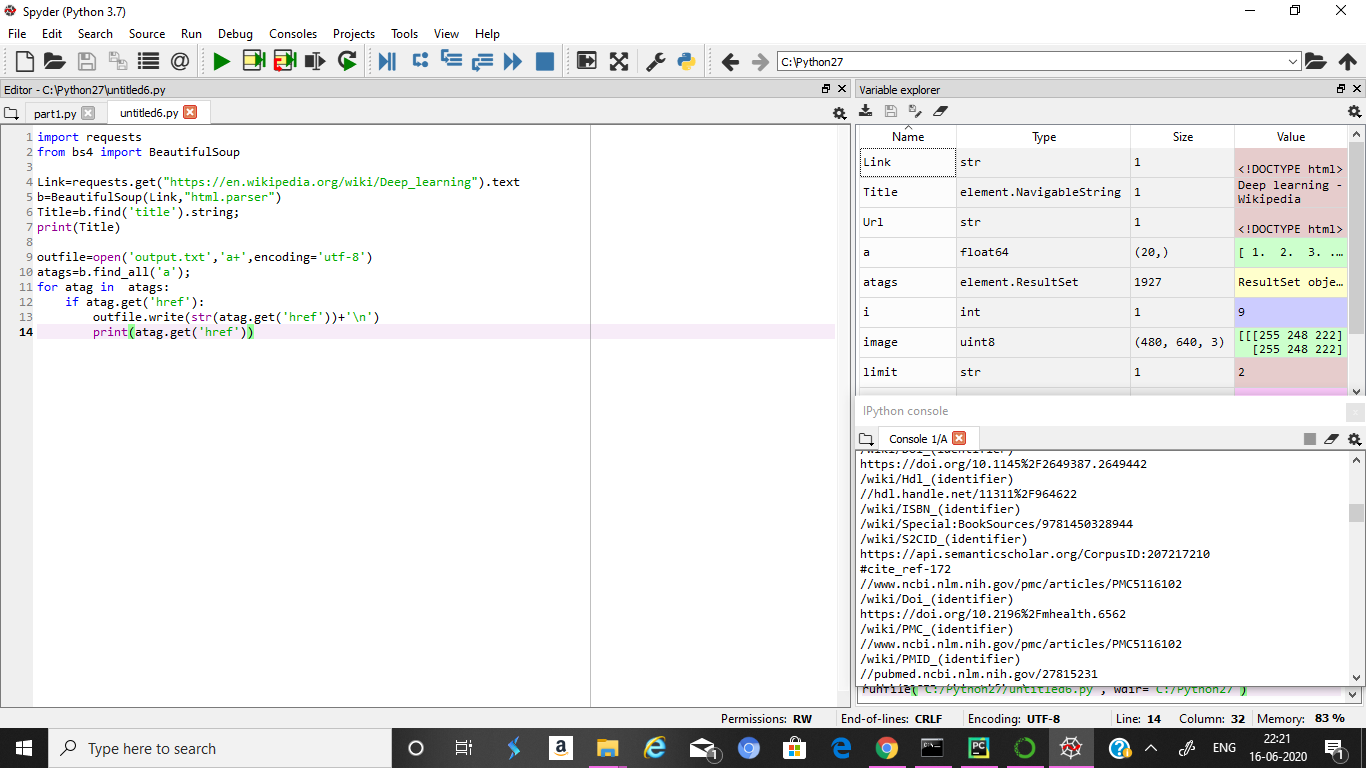 Spyder (Python 3.7)
File Edit Search Source Run Debug Consoles Projects Tools View Help
C:\Python27
Editor - C:\Python27\untitled6.py
part1.py untitled6.py
1 import requests
2 from bs4 import BeautifulSoup
3
4 Link=requests.get("https://en.wikipedia.org/wiki/Deep_learning").text
5 b=BeautifulSoup(Link,"html.parser")
6 Title=b.find('title').string;
7 print(Title)
8
9 outfile=open('output.txt','a+',encoding='utf-8')
10 atags=b.find_all('a');
11 for atag in  atags:
12     if atag.get('href'):
13         outfile.write(str(atag.get('href'))+'\n')
14         print(atag.get('href'))
Variable explorer
Name Type Size Value
Link str 1 <!DOCTYPE html>
Title element.NavigableString 1 Deep learning -
Wikipedia
Url str 1 <!DOCTYPE html>
a float64 (20,) [ 1. 2. 3. ...
atags element.ResultSet 1927 ResultSet obje...
i int 1 9
image uint8 (480, 640, 3) [[[255 248 222]
[255 248 222]
limit str 1 2
IPython console
Console 1/A
/wiki/Doi_(identifier)
https://doi.org/10.1145%2F2649387.2649442
/wiki/Hdl_(identifier)
//hdl.handle.net/11311%2F964622
/wiki/ISBN_(identifier)
/wiki/Special:BookSources/9781450328944
/wiki/S2CID_(identifier)
https://api.semanticscholar.org/CorpusID:207217210
#cite_ref-172
//www.ncbi.nlm.nih.gov/pmc/articles/PMC5116102
/wiki/Doi_(identifier)
https://doi.org/10.2196%2Fmhealth.6562
/wiki/PMC_(identifier)
//www.ncbi.nlm.nih.gov/pmc/articles/PMC5116102
/wiki/PMID_(identifier)
//pubmed.ncbi.nlm.nih.gov/27815231
runfile('C:/Python27/untitled6.py', wdir='C:/Python27')
Permissions: RW End-of-lines: CRLF Encoding: UTF-8 Line: 14 Column: 32 Memory: 83 %
Type here to search
ENG
22:21
16-06-2020